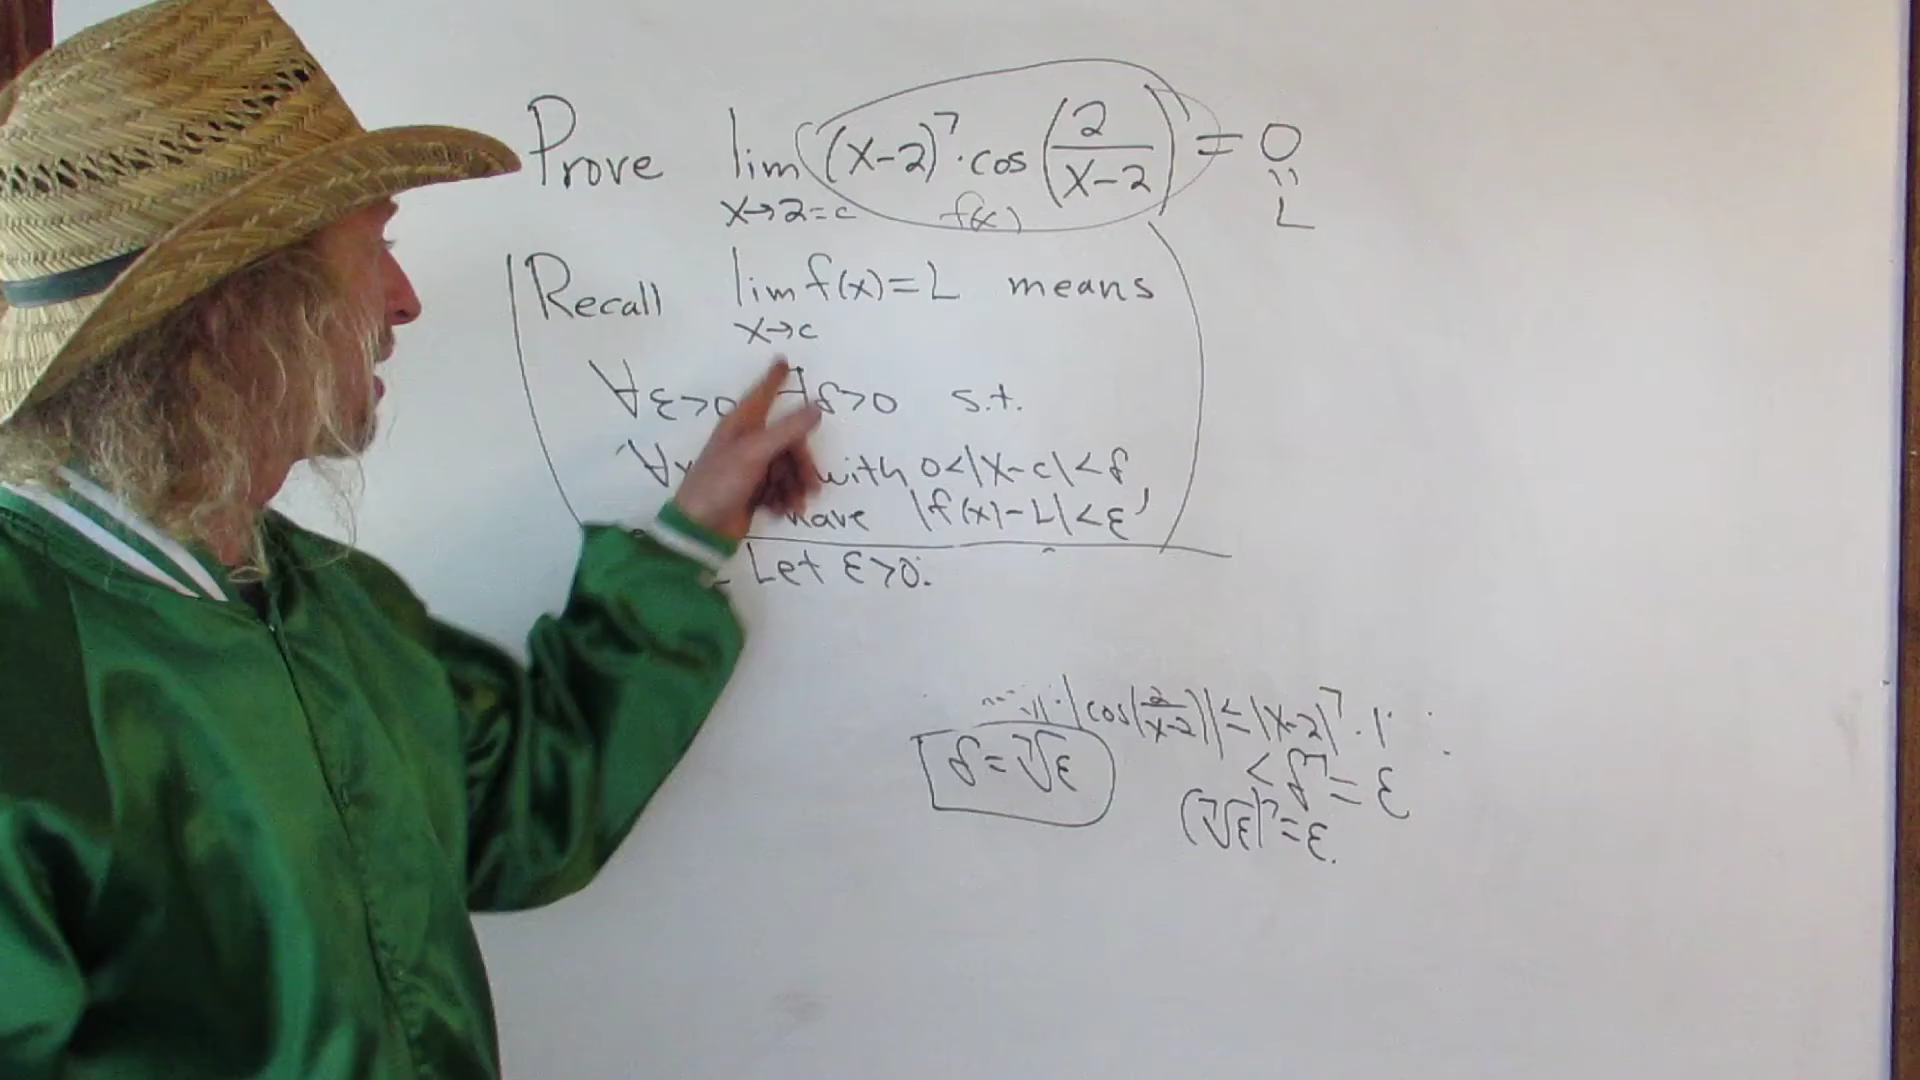 Prove lim ((x-2)⁷·cos(2/(x-2))) = 0
x→2=c f(x) " L
Recall lim f(x)=L means
x→c
∀ε>0 ∃δ>0 s.t.
∀x with 0<|x-c|<δ,
have |f(x)-L|<ε
Let ε>0.
|cos(2/(x-2))|≤|x-2|⁷·1
δ=⁷√ε <δ⁷=ε
(⁷√ε)⁷=ε.